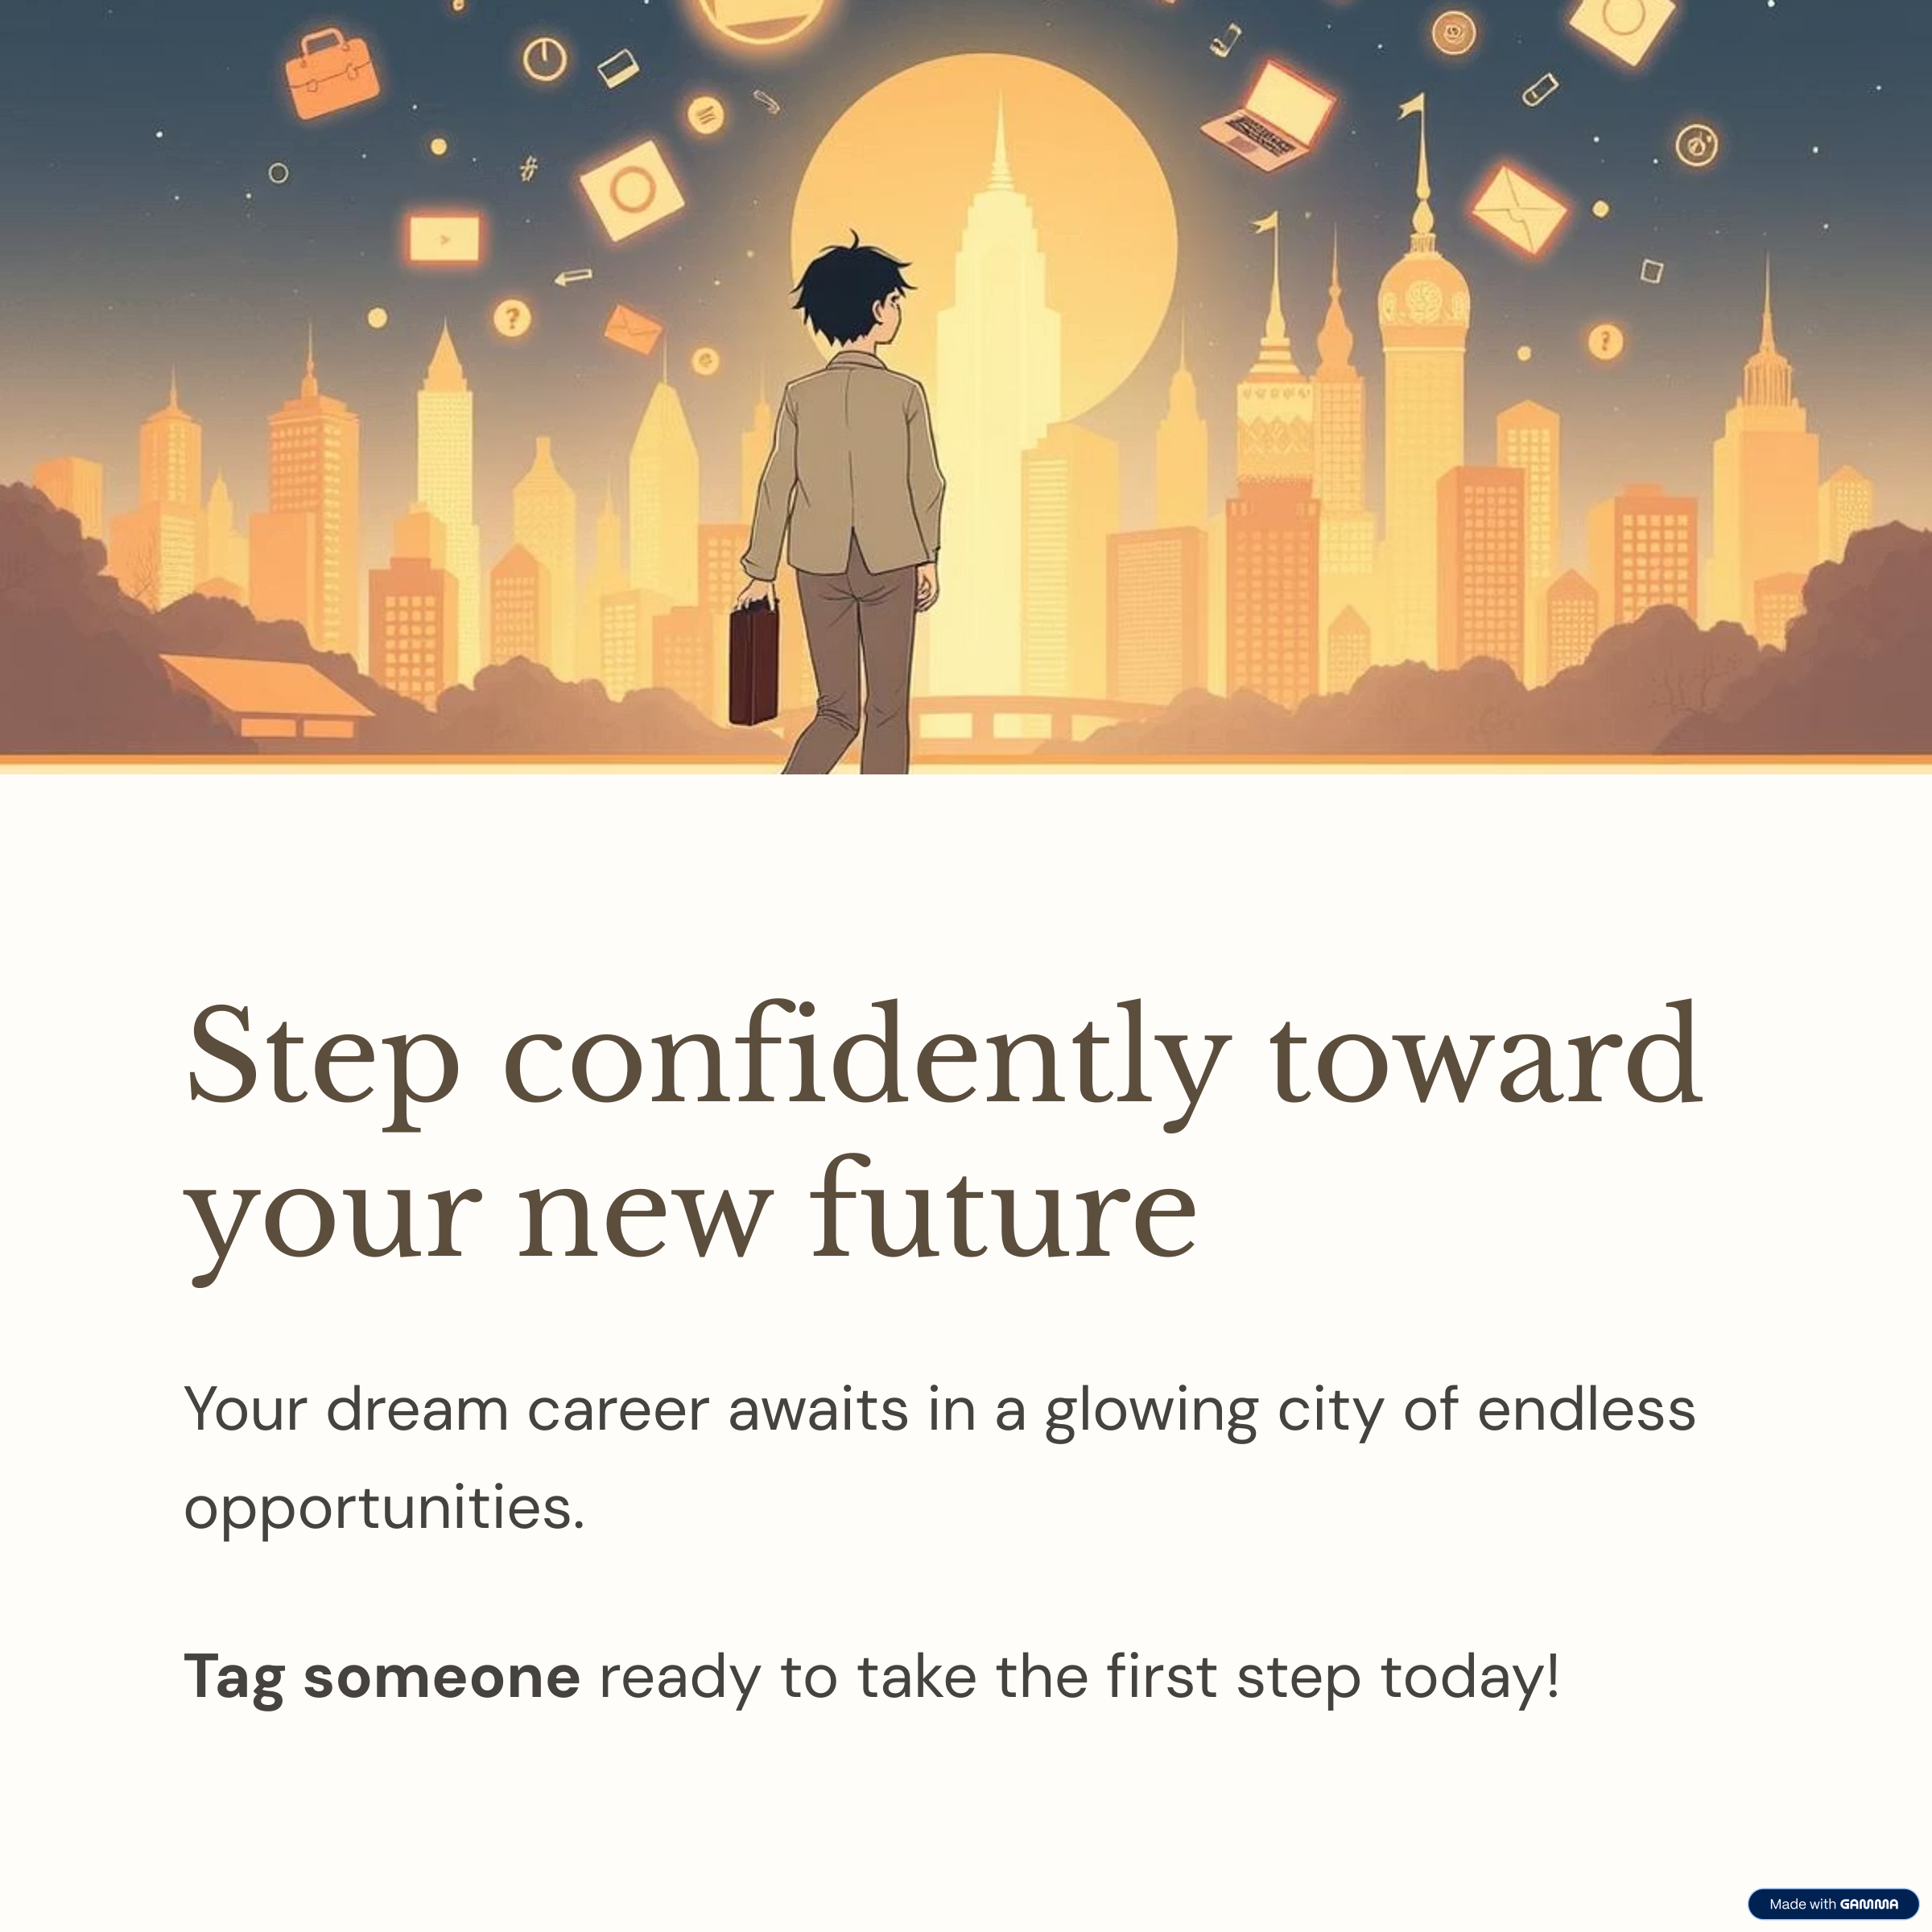 Step confidently toward
your new future
Your dream career awaits in a glowing city of endless
opportunities.
Tag someone ready to take the first step today!
Made with GAMMA